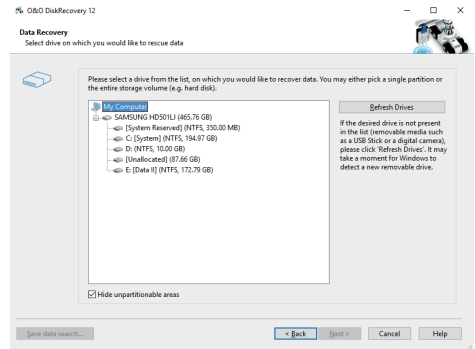 O&O DiskRecovery 12
Data Recovery
Select drive on which you would like to rescue data
Please select a drive from the list, on which you would like to recover data. You may either pick a single partition or
the entire storage volume (e.g. hard disk).
My Computer
SAMSUNG HD501LJ (465.76 GB)
[System Reserved] (NTFS, 350.00 MB)
C: [System] (NTFS, 194.97 GB)
D: (NTFS, 10.00 GB)
[Unallocated] (87.66 GB)
E: [Data II] (NTFS, 172.79 GB)
Refresh Drives
If the desired drive is not present
in the list (removable media such
as a USB Stick or a digital camera),
please click 'Refresh Drives'. It may
take a moment for Windows to
detect a new removable drive.
Hide unpartitionable areas
Save data search...
< Back
Next >
Cancel
Help